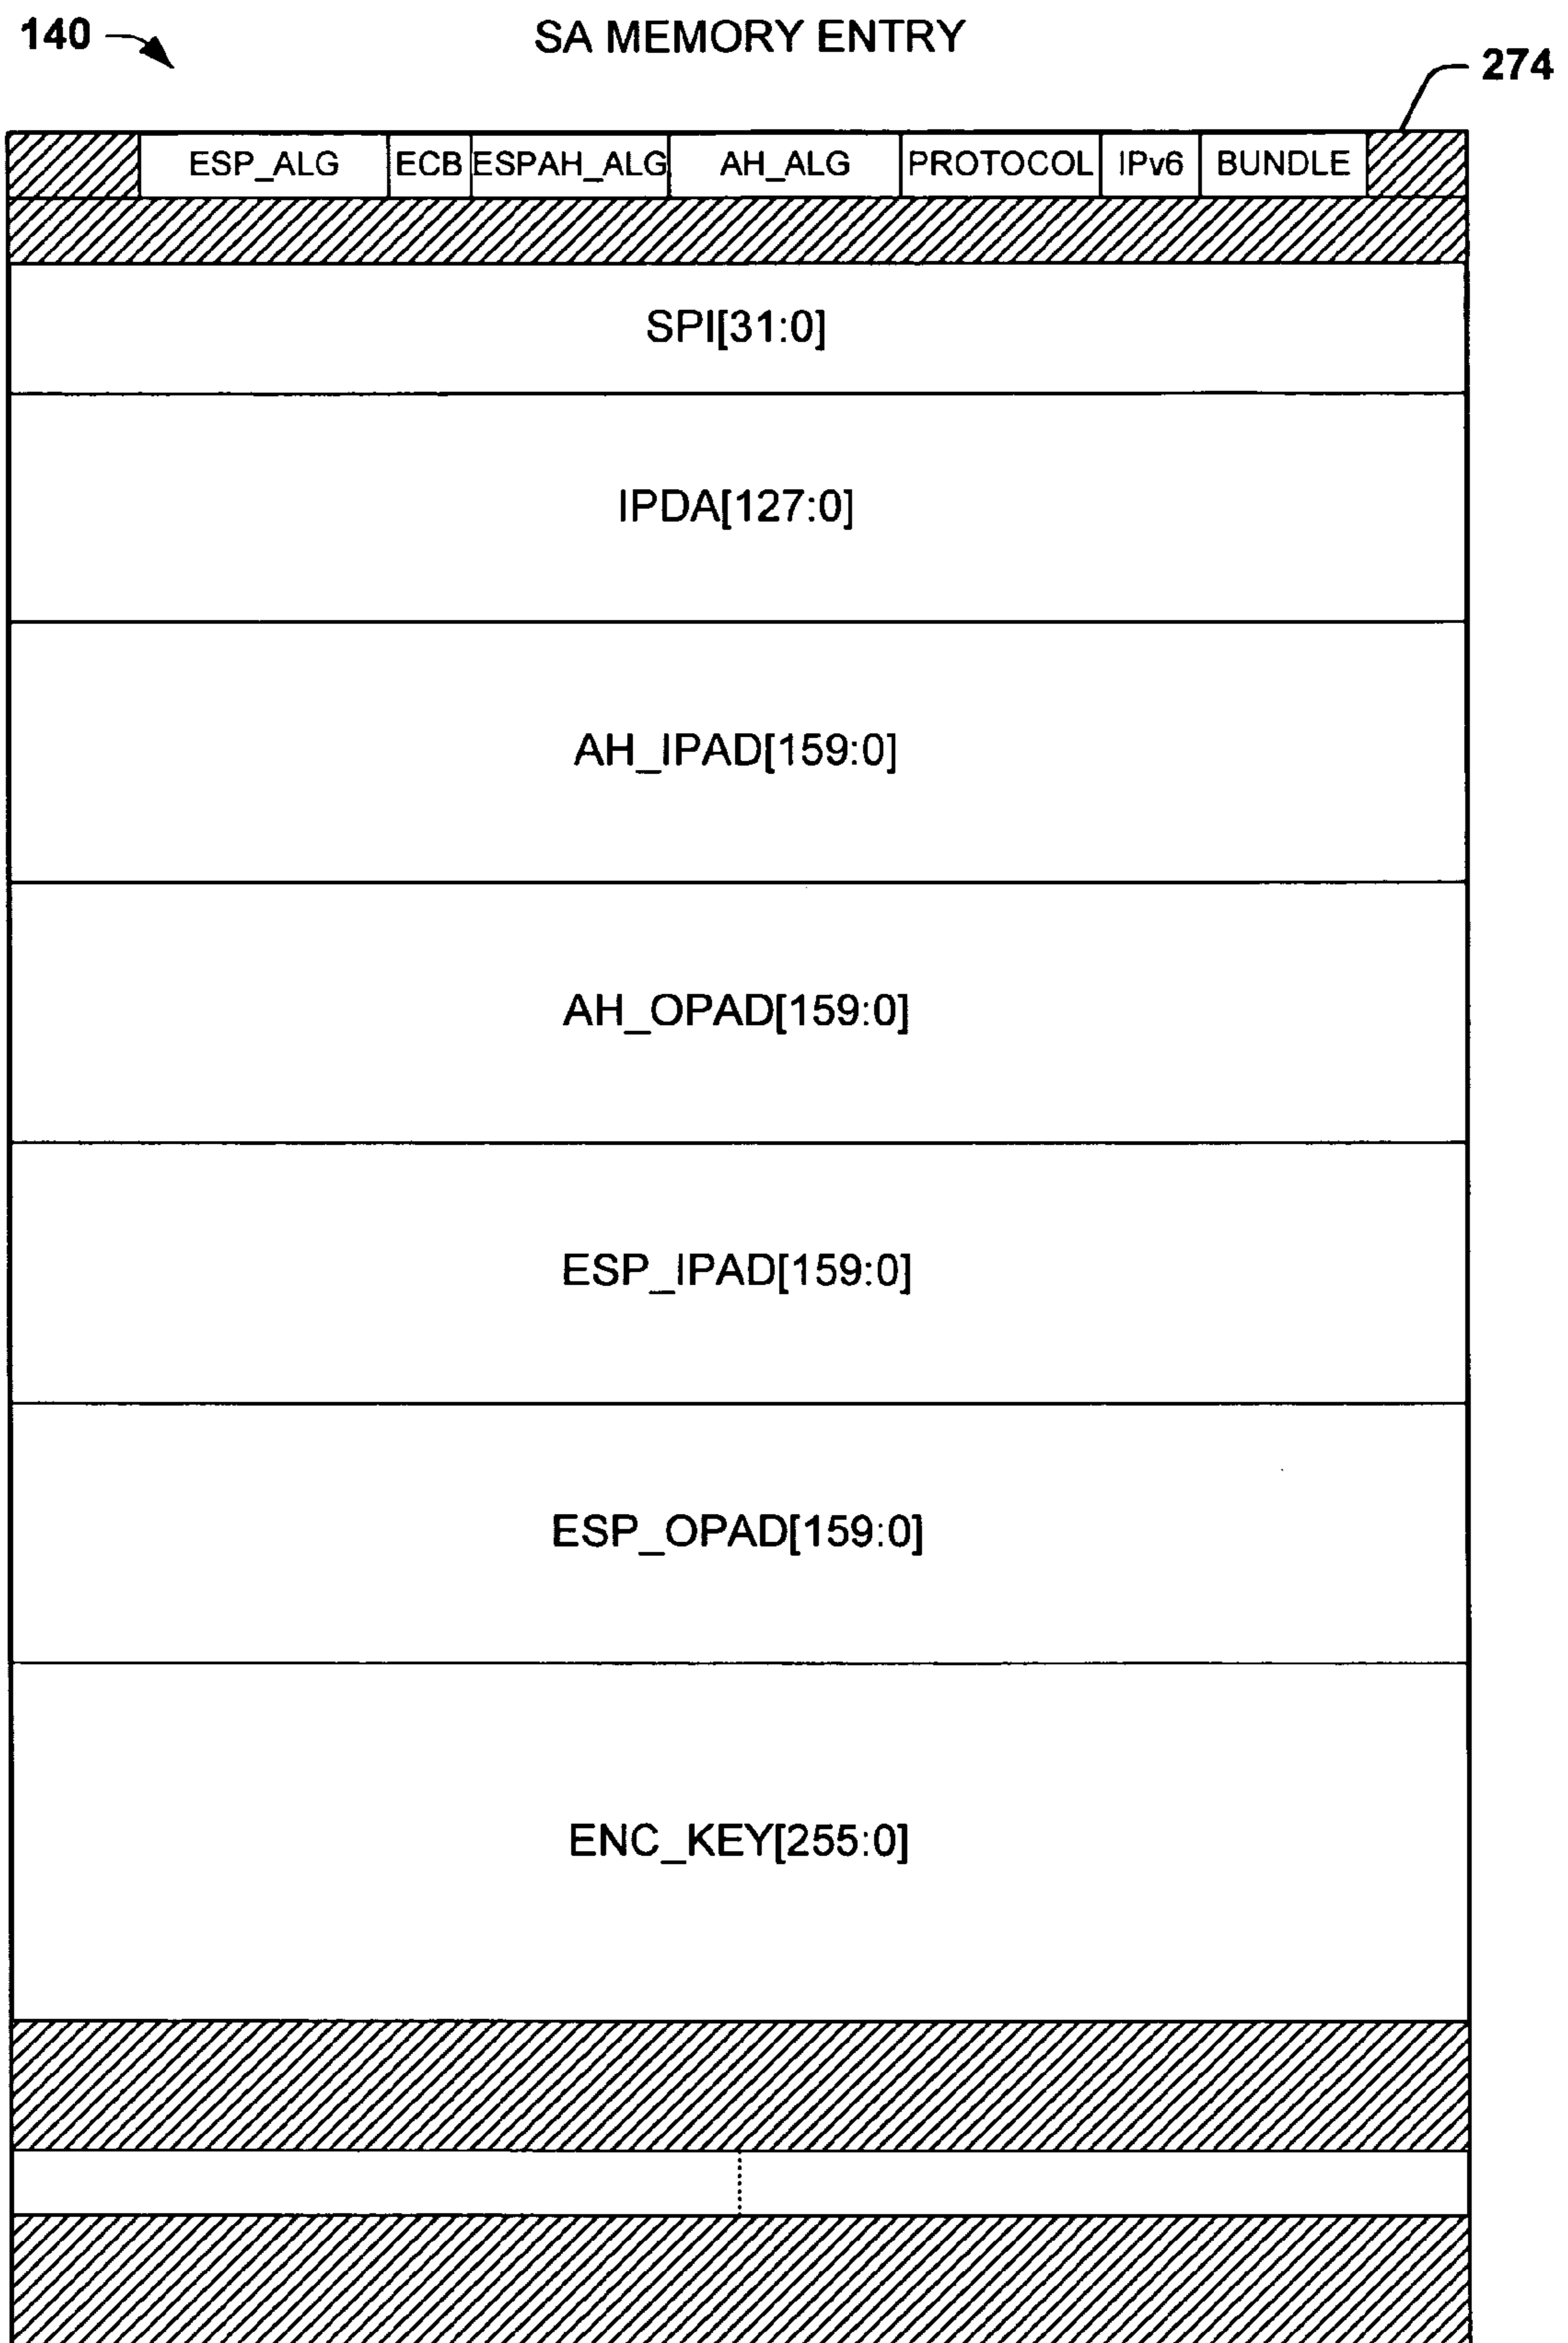 140 SA MEMORY ENTRY
274
ESP_ALG ECB ESPAH_ALG AH_ALG PROTOCOL IPv6 BUNDLE
SPI[31:0]
IPDA[127:0]
AH_IPAD[159:0]
AH_OPAD[159:0]
ESP_IPAD[159:0]
ESP_OPAD[159:0]
ENC_KEY[255:0]